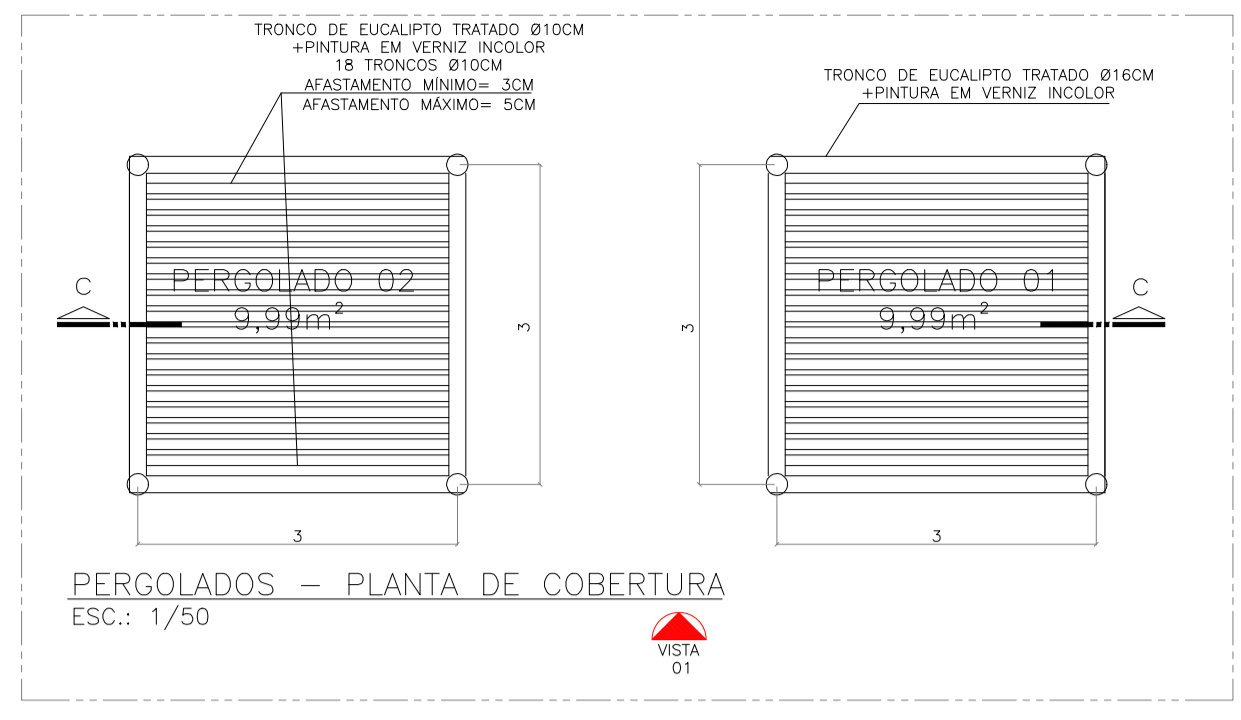 TRONCO DE EUCALIPTO TRATADO Ø10CM
+PINTURA EM VERNIZ INCOLOR
18 TRONCOS Ø10CM
AFASTAMENTO MÍNIMO= 3CM
AFASTAMENTO MÁXIMO= 5CM
TRONCO DE EUCALIPTO TRATADO Ø16CM
+PINTURA EM VERNIZ INCOLOR
C
PERGOLADO 02
9,99m²
3
3
PERGOLADO 01
9,99m²
C
3
3
PERGOLADOS – PLANTA DE COBERTURA
ESC.: 1/50
VISTA
01